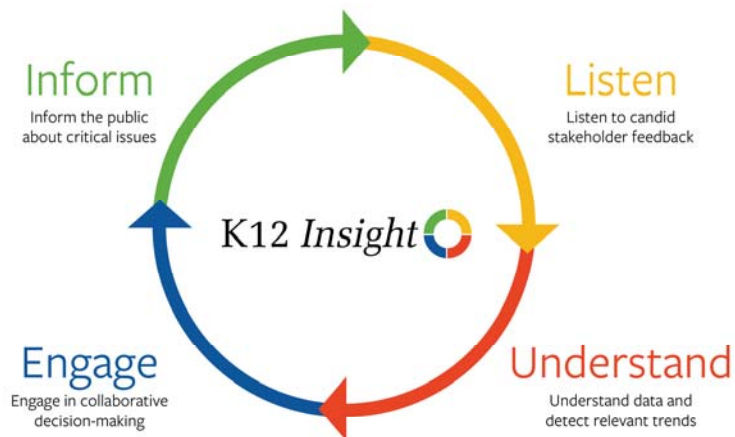 Inform
Inform the public
about critical issues
Listen
Listen to candid
stakeholder feedback
K12 Insight
Engage
Engage in collaborative
decision-making
Understand
Understand data and
detect relevant trends